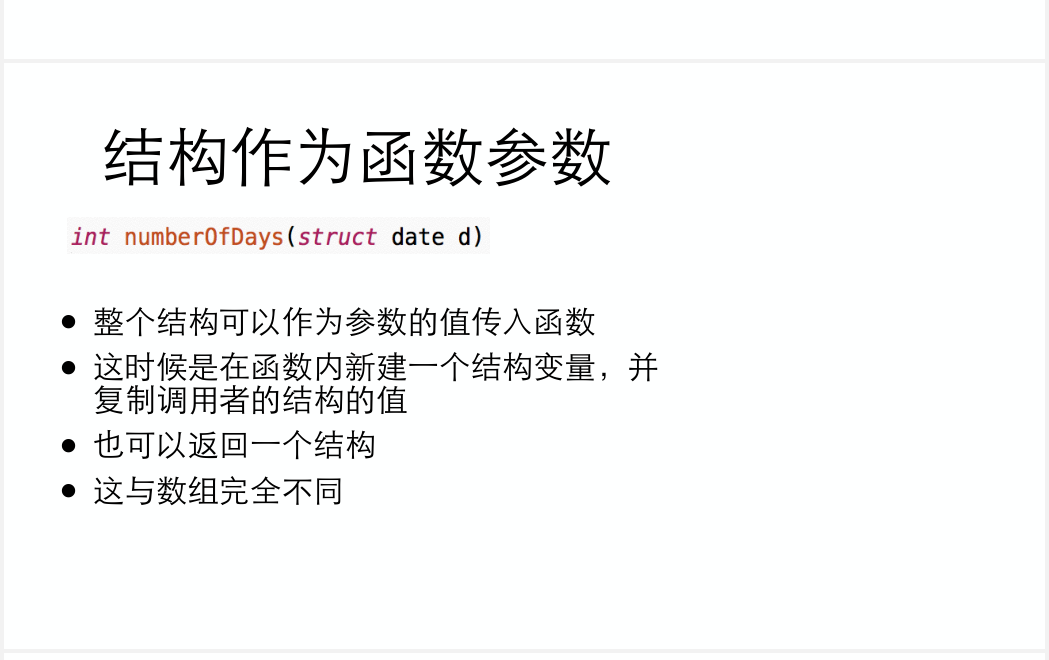 结构作为函数参数
int numberOfDays(struct date d)
• 整个结构可以作为参数的值传入函数
• 这时候是在函数内新建一个结构变量，并
复制调用者的结构的值
• 也可以返回一个结构
• 这与数组完全不同